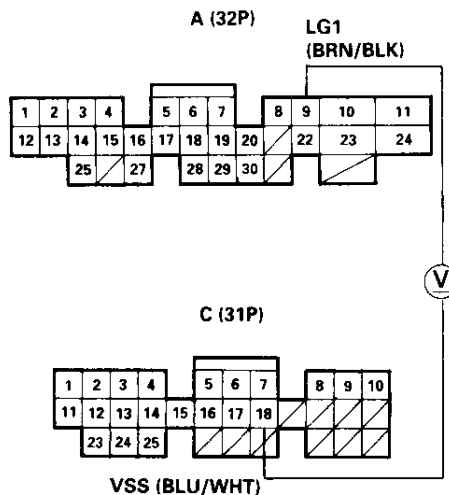 A (32P)
LG1
(BRN/BLK)
1 2 3 4 5 6 7 8 9 10 11
12 13 14 15 16 17 18 19 20 22 23 24
25 27 28 29 30
V
C (31P)
1 2 3 4 5 6 7 8 9 10
11 12 13 14 15 16 17 18
23 24 25
VSS (BLU/WHT)